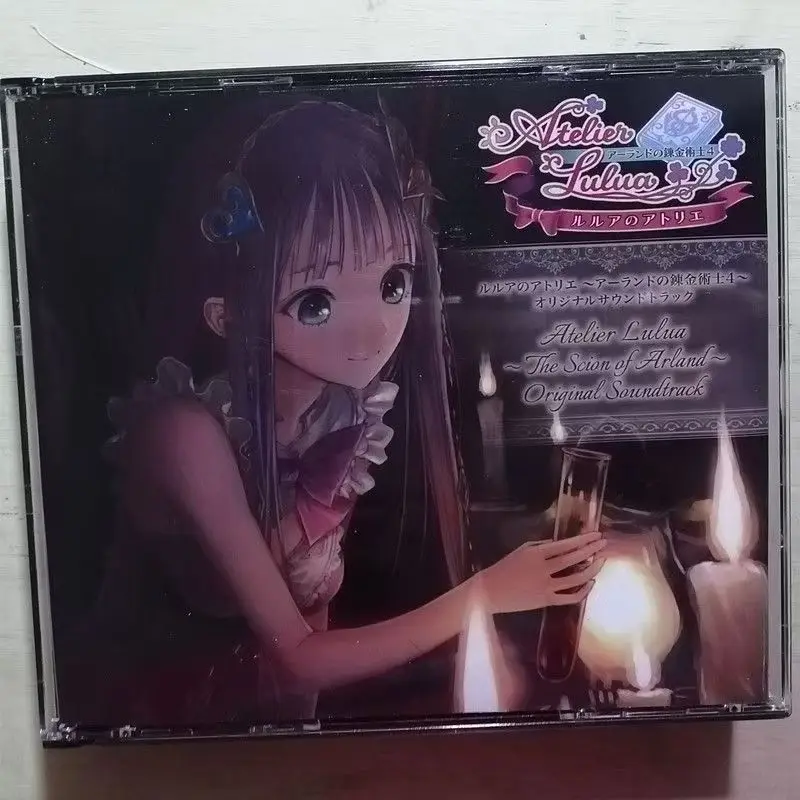 Atelier
アーランドの錬金術士4
Lulua
ルルアのアトリエ
ルルアのアトリエ ～アーランドの錬金術士4～
オリジナルサウンドトラック
Atelier Lulua
~The Scion of Arland~
Original Soundtrack